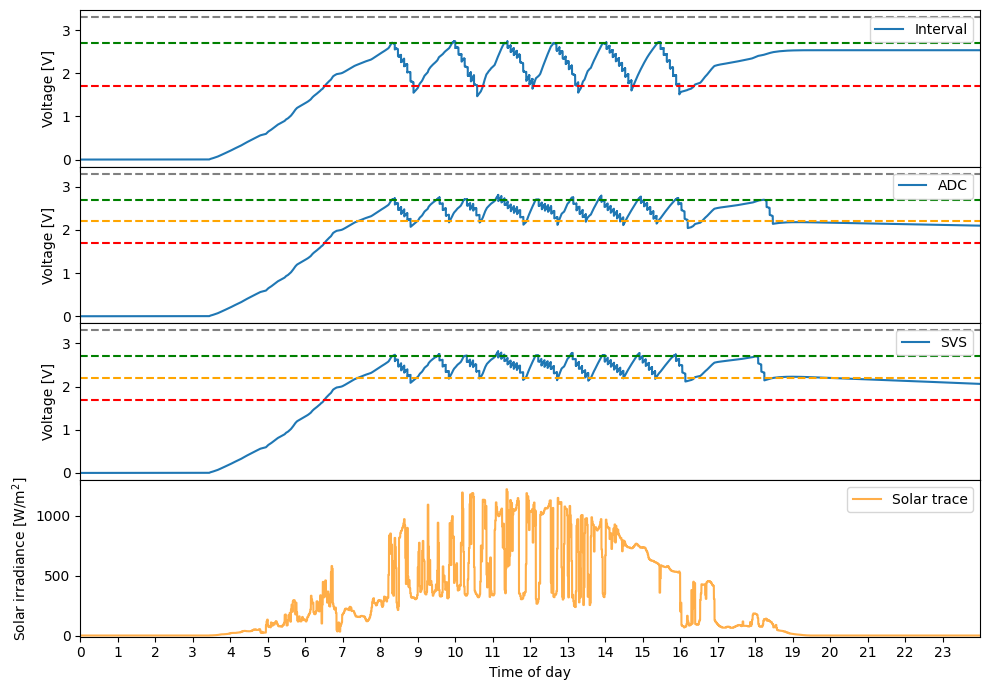 Voltage [V]
3
2
1
0
Interval
Voltage [V]
3
2
1
0
ADC
Voltage [V]
3
2
1
0
SVS
Solar irradiance [W/m²]
1000
500
0
Solar trace
0 1 2 3 4 5 6 7 8 9 10 11 12 13 14 15 16 17 18 19 20 21 22 23
Time of day